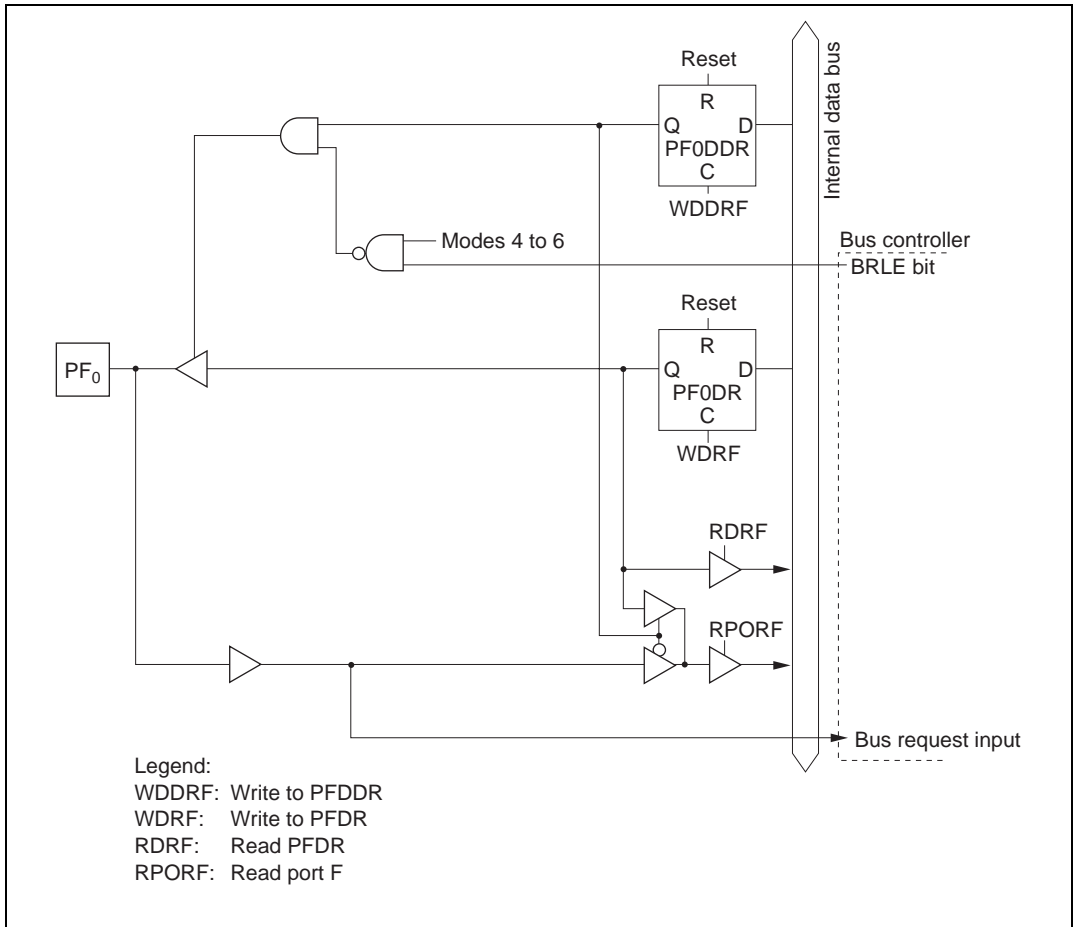 Reset
R
Q D
PF0DDR
C
WDDRF
Internal data bus
Modes 4 to 6
Bus controller
BRLE bit
Reset
R
Q D
PF0DR
C
WDRF
PF0
RDRF
RPORF
Bus request input
Legend:
WDDRF: Write to PFDDR
WDRF: Write to PFDR
RDRF: Read PFDR
RPORF: Read port F